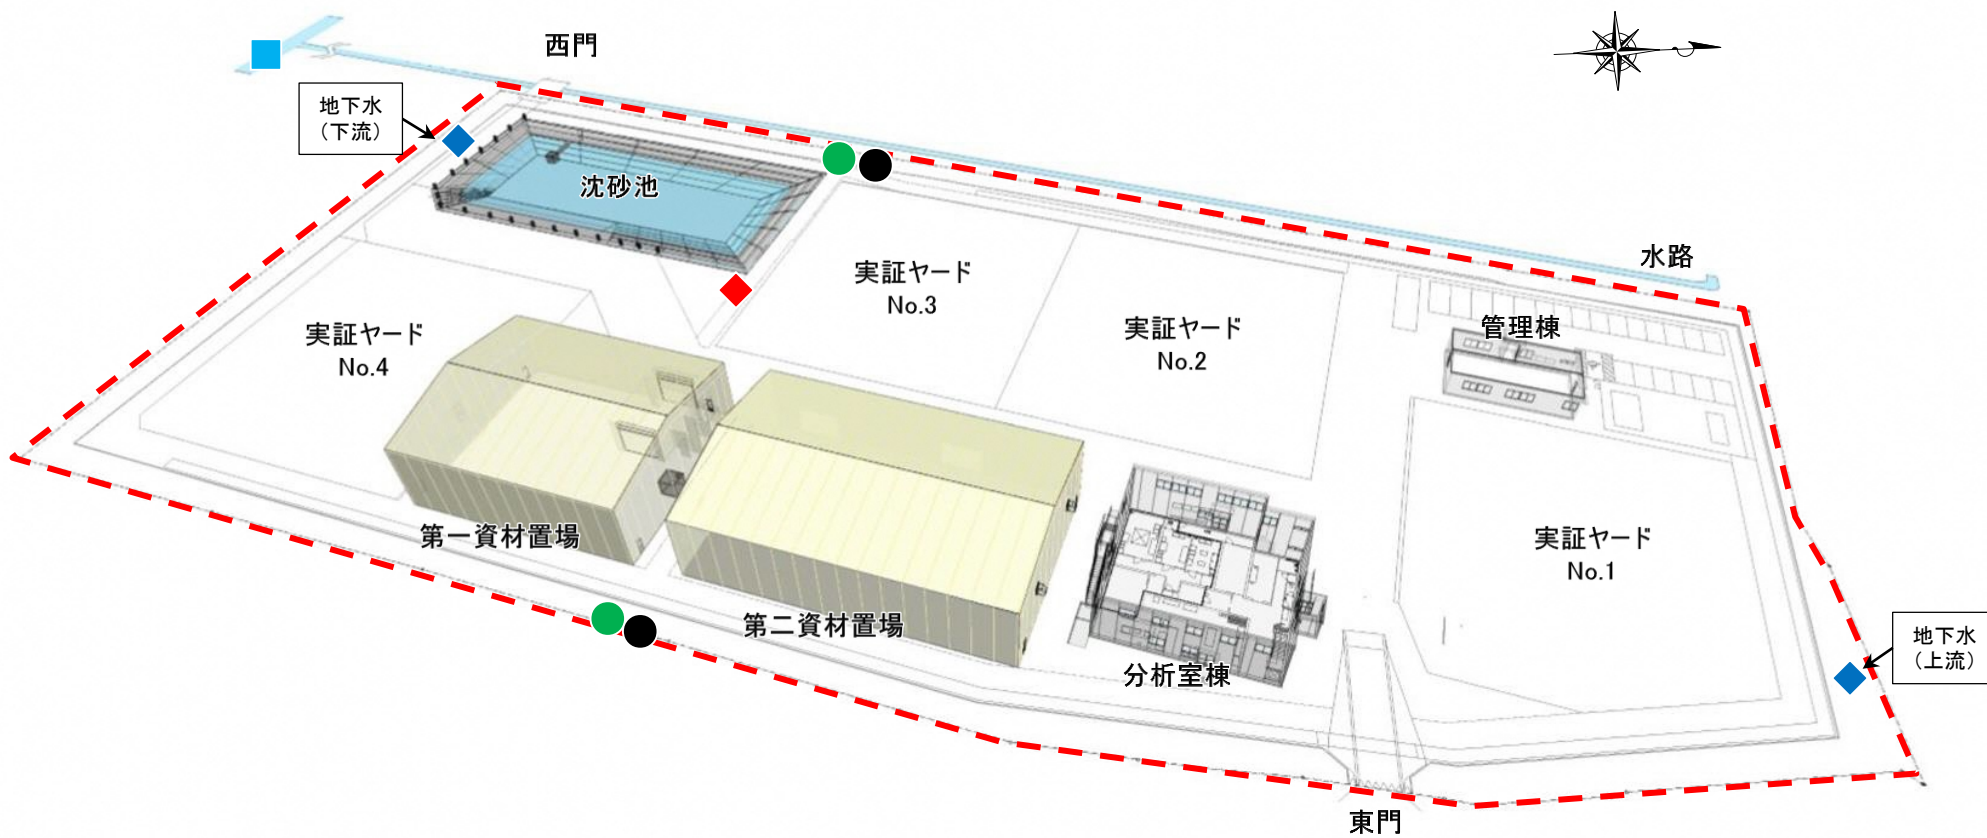 西門
地下水
（下流）
沈砂池
水路
実証ヤード
No.3
実証ヤード
No.2
管理棟
実証ヤード
No.4
第一資材置場
第二資材置場
分析室棟
実証ヤード
No.1
地下水
（上流）
東門